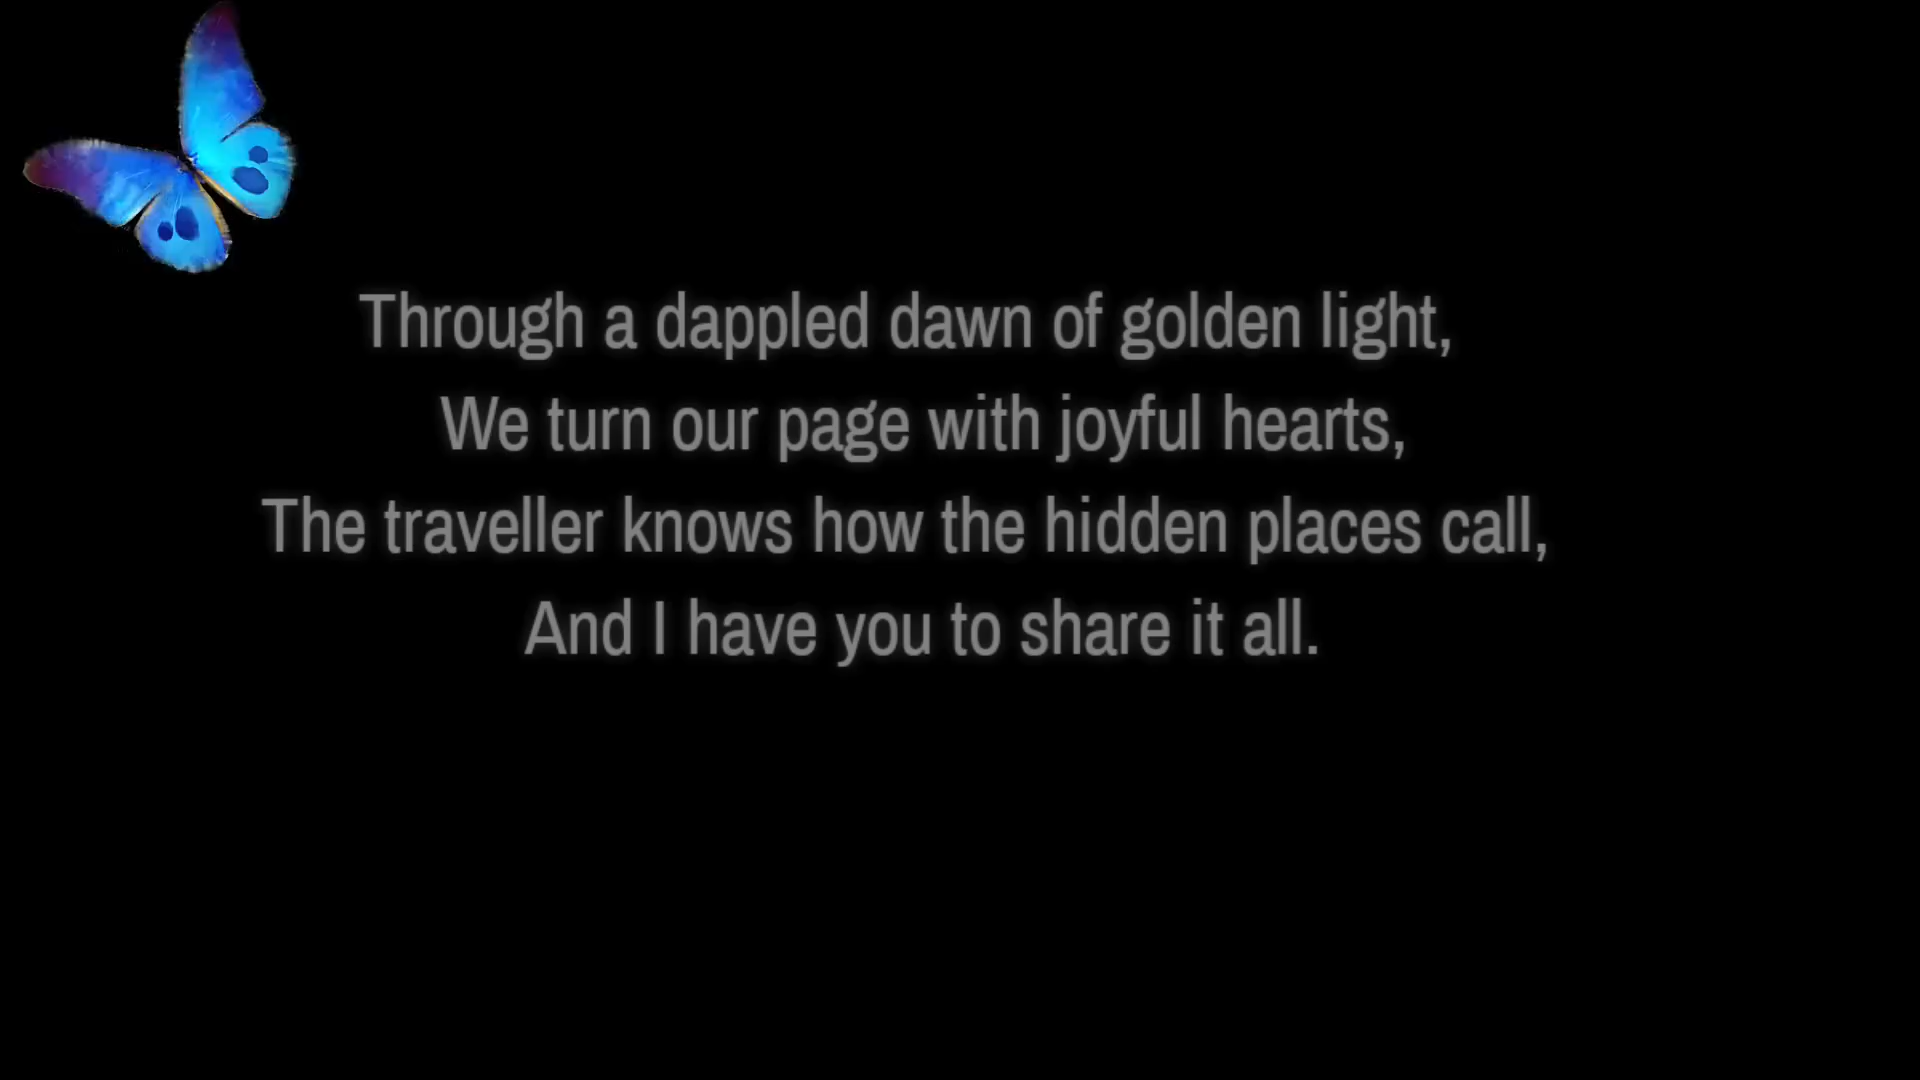 Through a dappled dawn of golden light,
We turn our page with joyful hearts,
The traveller knows how the hidden places call,
And I have you to share it all.